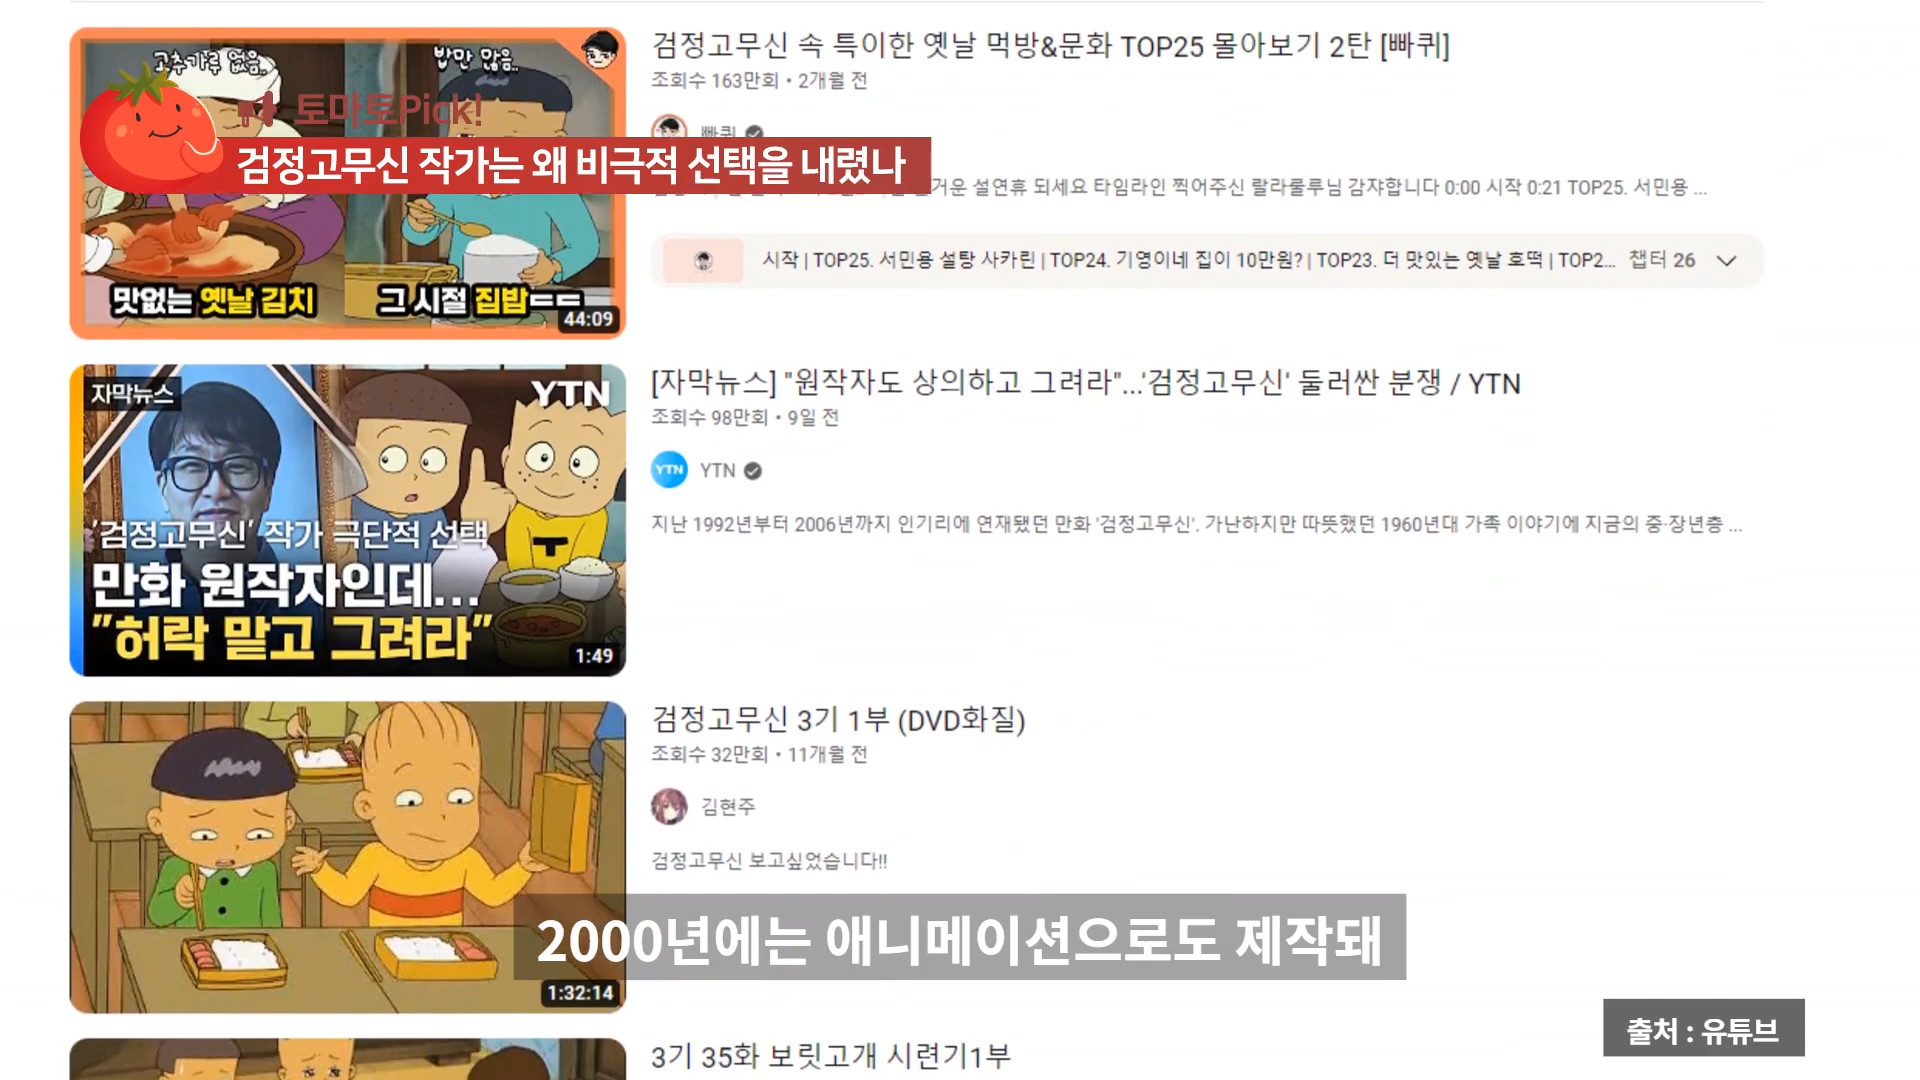 검정고무신 속 특이한 옛날 먹방&문화 TOP25 몰아보기 2탄 [빠퀴]
조회수 163만회 • 2개월 전
고추가루 없음..
밥만 많음..
토마토Pick!
빠퀴
검정고무신 작가는 왜 비극적 선택을 내렸나
거운 설연휴 되세요 타임라인 찍어주신 랄라룰루님 감쟈합니다 0:00 시작 0:21 TOP25. 서민용 ...
시작 | TOP25. 서민용 설탕 사카린 | TOP24. 기영이네 집이 10만원? | TOP23. 더 맛있는 옛날 호떡 | TOP2... 챕터 26
맛없는 옛날 김치
그 시절 집밥ㄷㄷ
44:09
[자막뉴스] "원작자도 상의하고 그려라"...'검정고무신' 둘러싼 분쟁 / YTN
조회수 98만회 • 9일 전
자막뉴스
YTN
YTN
YTN
지난 1992년부터 2006년까지 인기리에 연재됐던 만화 '검정고무신'. 가난하지만 따뜻했던 1960년대 가족 이야기에 지금의 중·장년층 ...
'검정고무신' 작가 극단적 선택
만화 원작자인데...
"허락 맡고 그려라"
1:49
검정고무신 3기 1부 (DVD화질)
조회수 32만회 • 11개월 전
김현주
검정고무신 보고싶었습니다!!
2000년에는 애니메이션으로도 제작돼
1:32:14
출처 : 유튜브
3기 35화 보릿고개 시련기1부